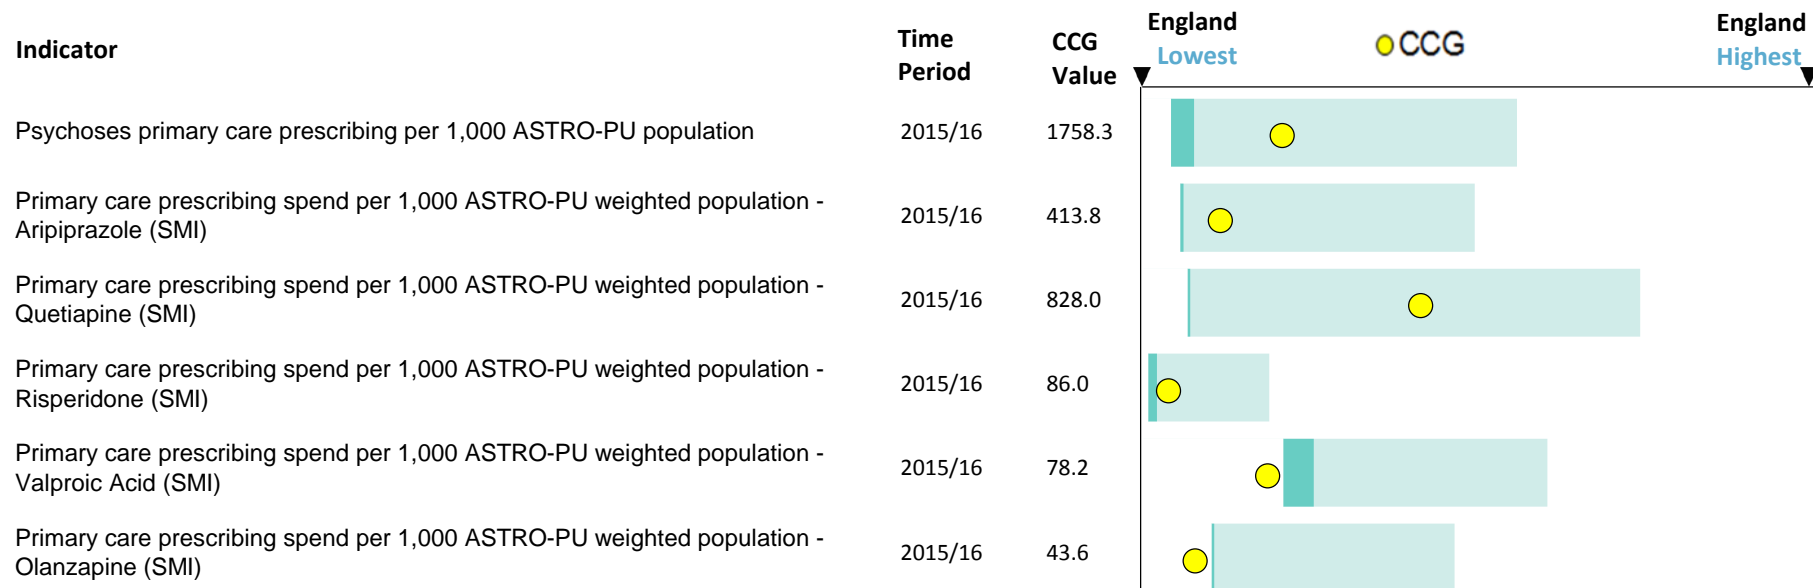 Indicator
Time
Period
CCG
Value
England
Lowest
CCG
England
Highest
Psychoses primary care prescribing per 1,000 ASTRO-PU population 2015/16 1758.3
Primary care prescribing spend per 1,000 ASTRO-PU weighted population -
Aripiprazole (SMI)
2015/16 413.8
Primary care prescribing spend per 1,000 ASTRO-PU weighted population -
Quetiapine (SMI)
2015/16 828.0
Primary care prescribing spend per 1,000 ASTRO-PU weighted population -
Risperidone (SMI)
2015/16 86.0
Primary care prescribing spend per 1,000 ASTRO-PU weighted population -
Valproic Acid (SMI)
2015/16 78.2
Primary care prescribing spend per 1,000 ASTRO-PU weighted population -
Olanzapine (SMI)
2015/16 43.6